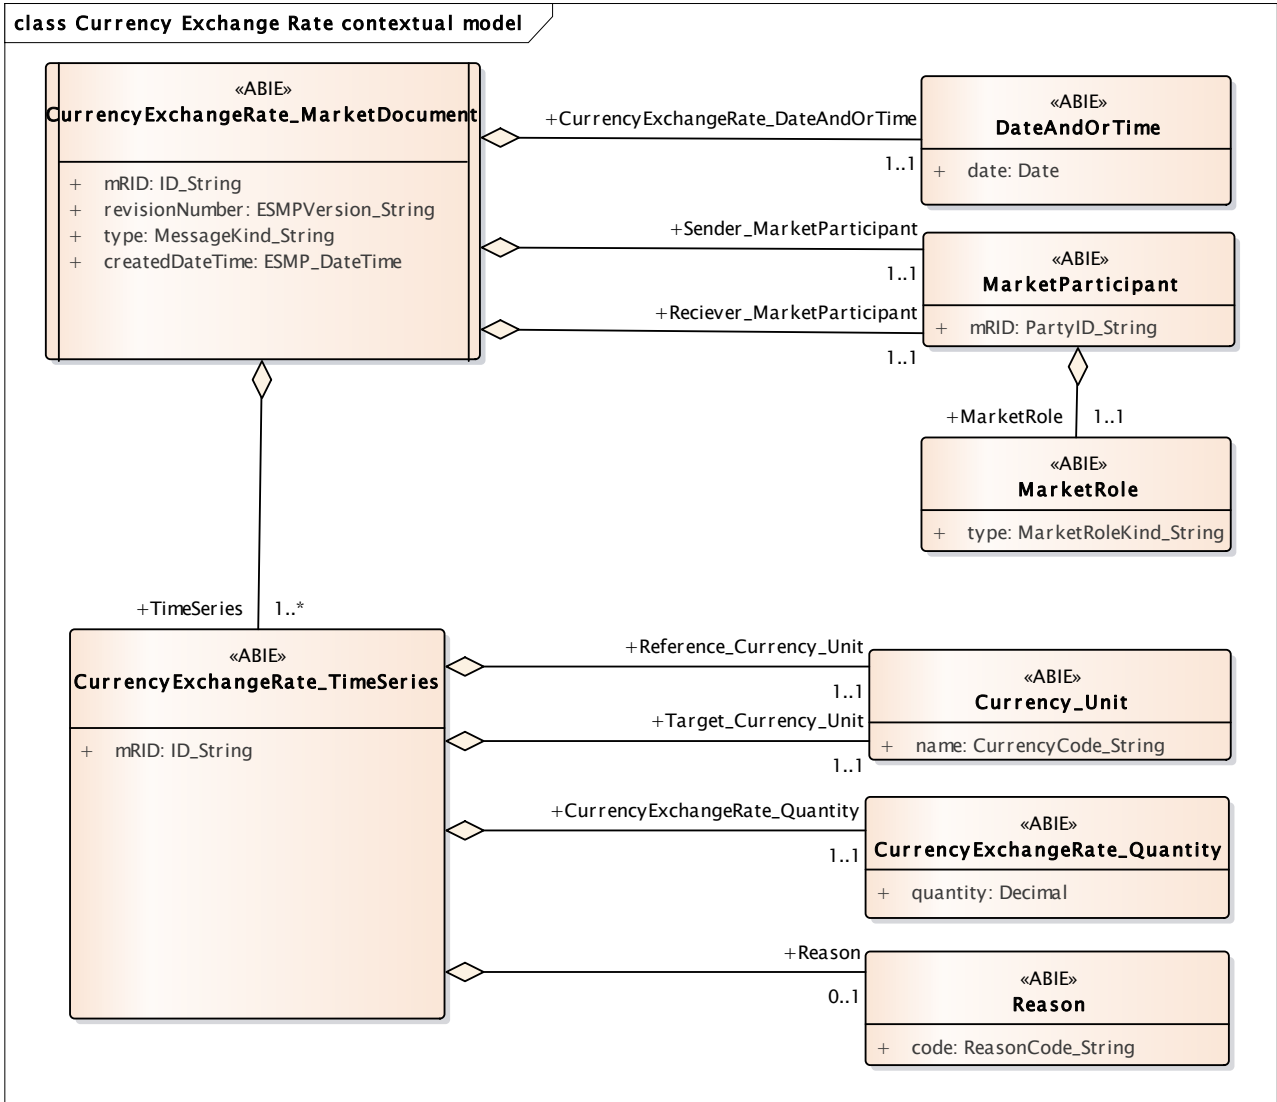 class Currency Exchange Rate contextual model
«ABIE»
CurrencyExchangeRate_MarketDocument
+ mRID: ID_String
+ revisionNumber: ESMPVersion_String
+ type: MessageKind_String
+ createdDateTime: ESMP_DateTime
+CurrencyExchangeRate_DateAndOrTime
1..1
«ABIE»
DateAndOrTime
+ date: Date
+Sender_MarketParticipant
1..1
+Reciever_MarketParticipant
1..1
«ABIE»
MarketParticipant
+ mRID: PartyID_String
+MarketRole 1..1
«ABIE»
MarketRole
+ type: MarketRoleKind_String
+TimeSeries 1..*
«ABIE»
CurrencyExchangeRate_TimeSeries
+ mRID: ID_String
+Reference_Currency_Unit
1..1
+Target_Currency_Unit
1..1
«ABIE»
Currency_Unit
+ name: CurrencyCode_String
+CurrencyExchangeRate_Quantity
1..1
«ABIE»
CurrencyExchangeRate_Quantity
+ quantity: Decimal
+Reason
0..1
«ABIE»
Reason
+ code: ReasonCode_String